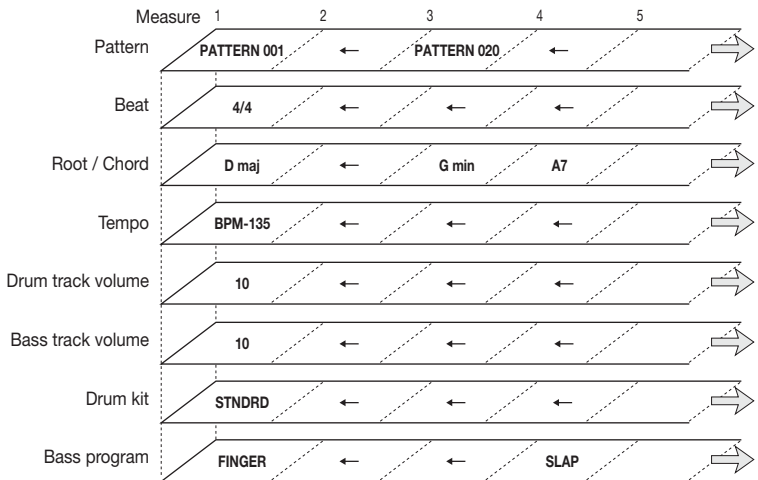 Measure 1 2 3 4 5
Pattern PATTERN 001 ← PATTERN 020 ←
Beat 4/4 ← ← ←
Root / Chord D maj ← G min A7
Tempo BPM-135 ← ← ←
Drum track volume 10 ← ← ←
Bass track volume 10 ← ← ←
Drum kit STNDRD ← ← ←
Bass program FINGER ← ← SLAP